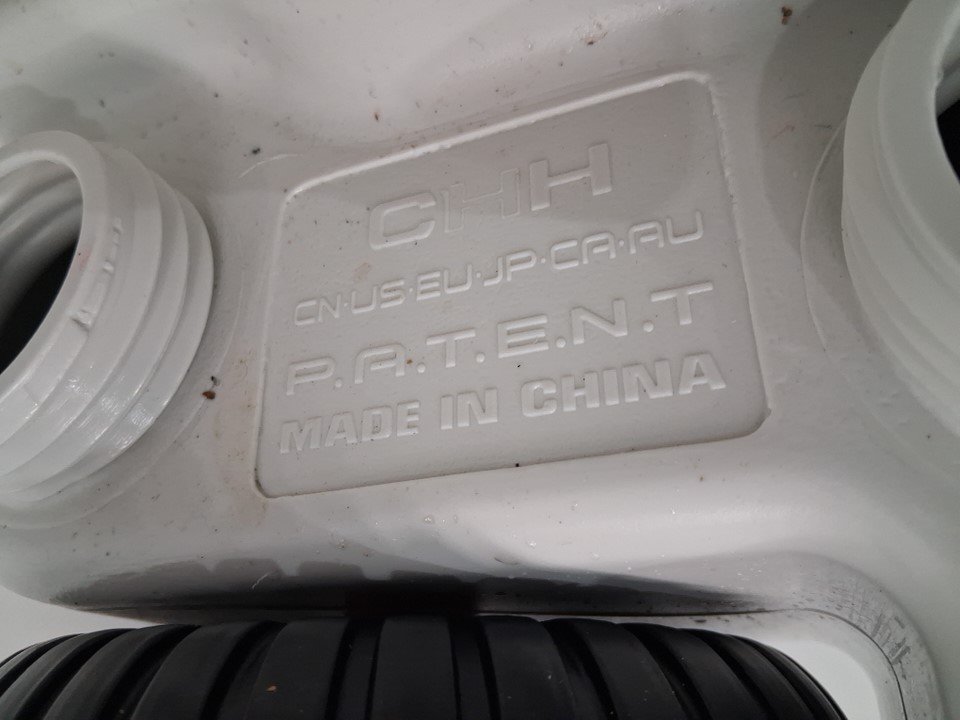 CHH
CN·US·EU·JP·CA·AU
P.A.T.E.N.T
MADE IN CHINA